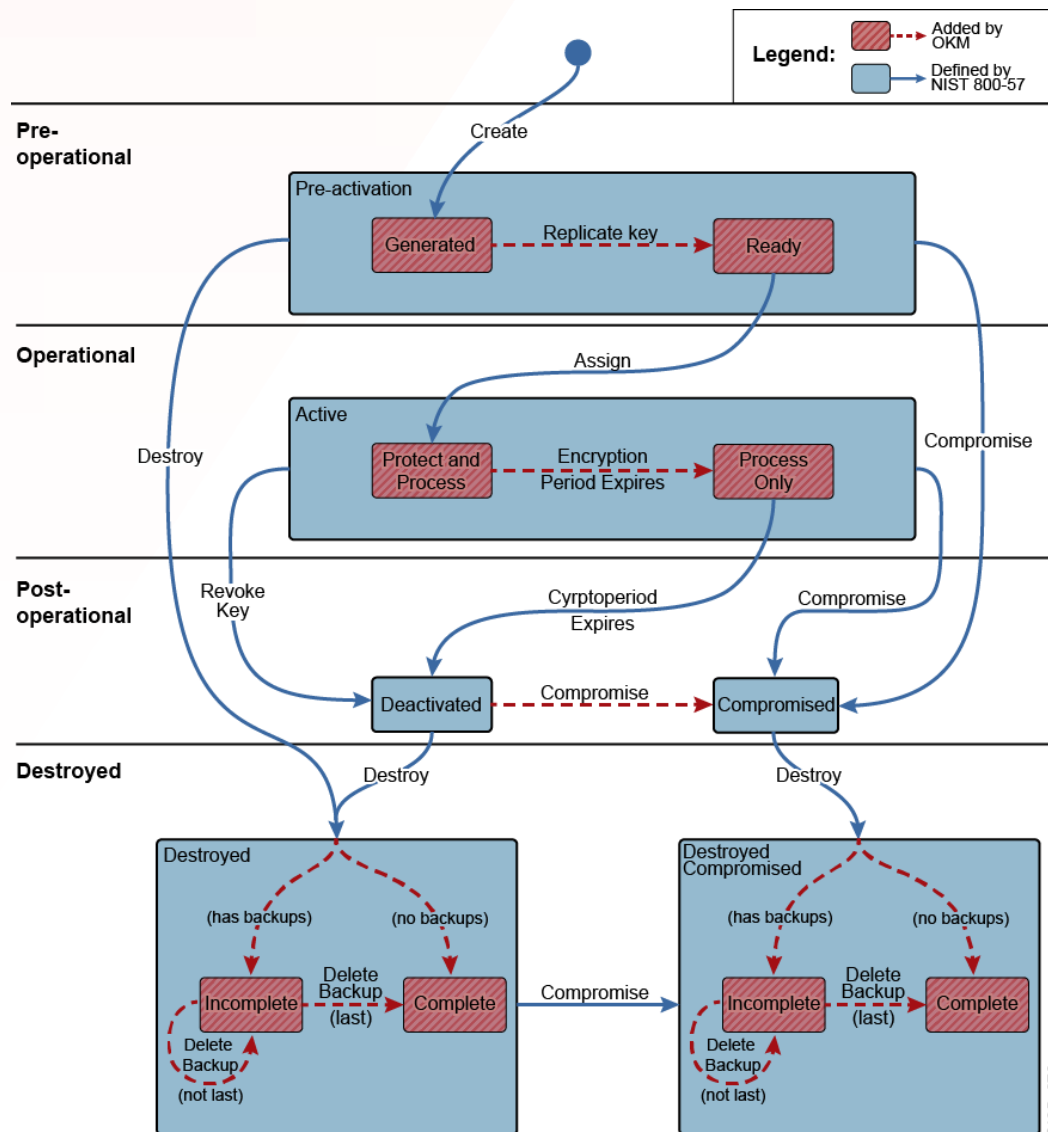 Legend:
Added by
OKM
Defined by
NIST 800-57
Pre-
operational
Create
Pre-activation
Generated
Replicate key
Ready
Operational
Assign
Active
Destroy
Compromise
Protect and
Process
Encryption
Period Expires
Process
Only
Post-
operational
Revoke
Key
Cyrptoperiod
Expires
Compromise
Deactivated
Compromise
Compromised
Destroyed
Destroy
Destroy
Destroyed
(has backups)
(no backups)
Incomplete
Delete
Backup
(last)
Complete
Delete
Backup
(not last)
Compromise
Destroyed
Compromised
(has backups)
(no backups)
Incomplete
Delete
Backup
(last)
Complete
Delete
Backup
(not last)